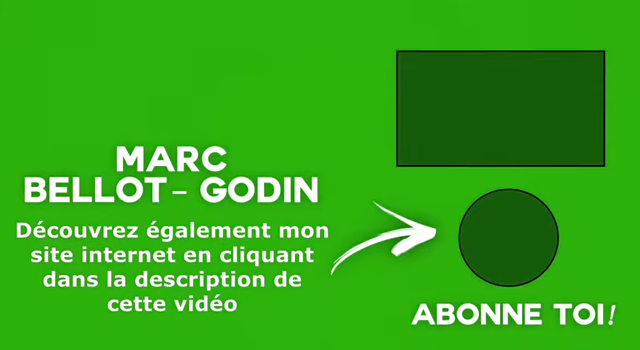 MARC
BELLOT - GODIN
Découvrez également mon
site internet en cliquant
dans la description de
cette vidéo
ABONNE TOI!